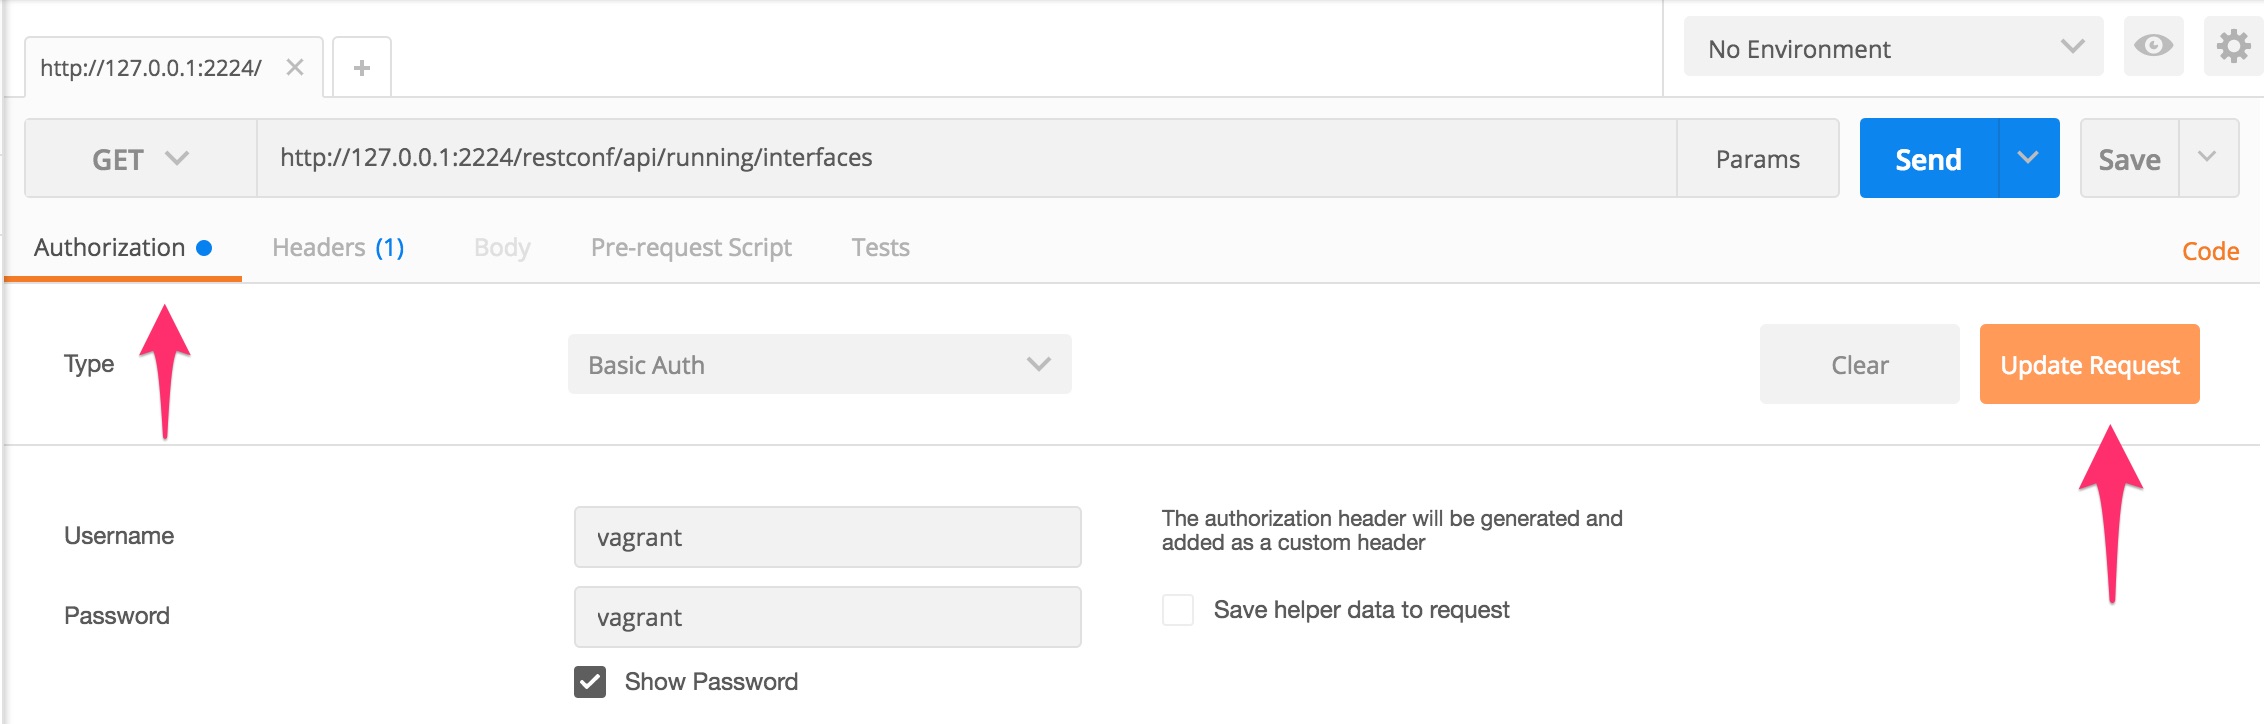 http://127.0.0.1:2224/
No Environment
GET
http://127.0.0.1:2224/restconf/api/running/interfaces
Params
Send
Save
Authorization
Headers (1)
Body
Pre-request Script
Tests
Code
Type
Basic Auth
Clear
Update Request
Username
vagrant
The authorization header will be generated and
added as a custom header
Password
vagrant
Save helper data to request
Show Password